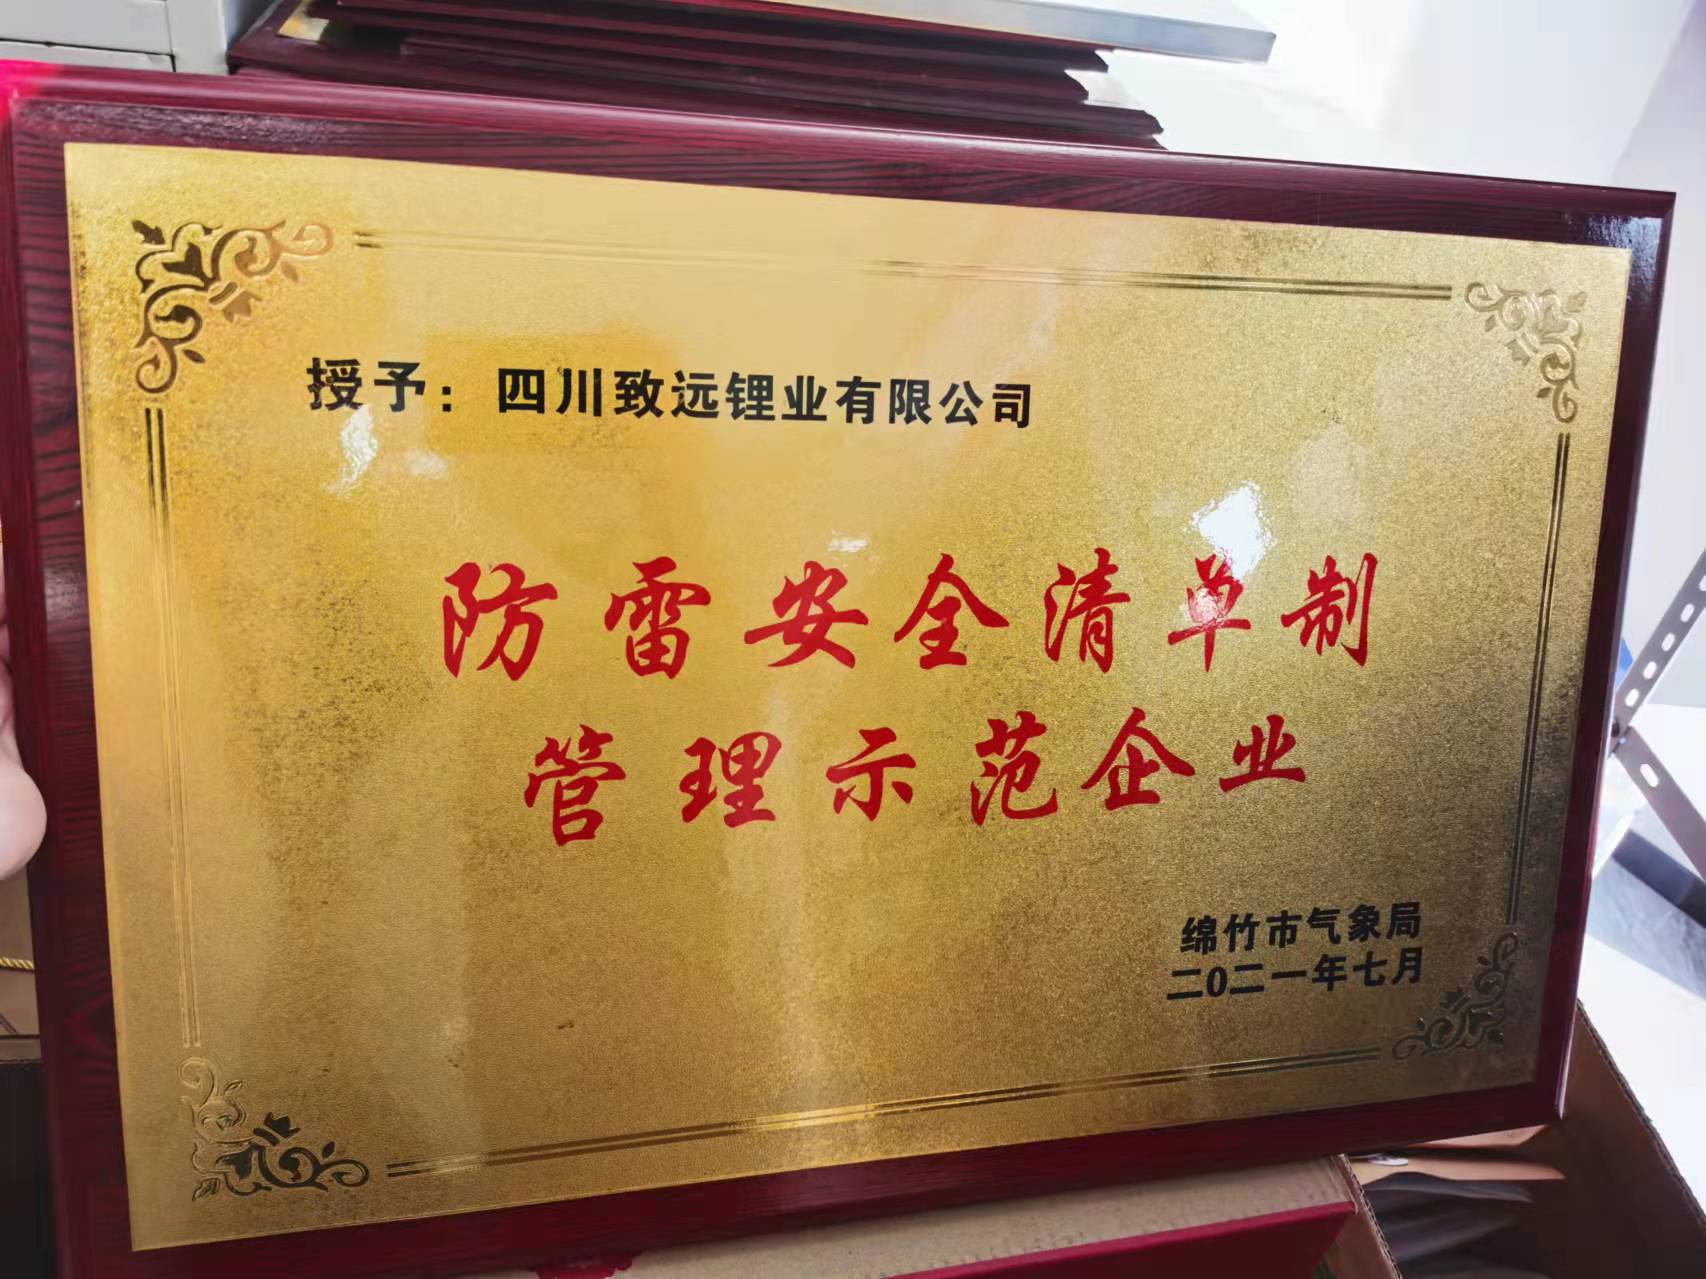 授予：四川致远锂业有限公司
防雷安全清单制
管理示范企业
绵竹市气象局
二〇二一年七月